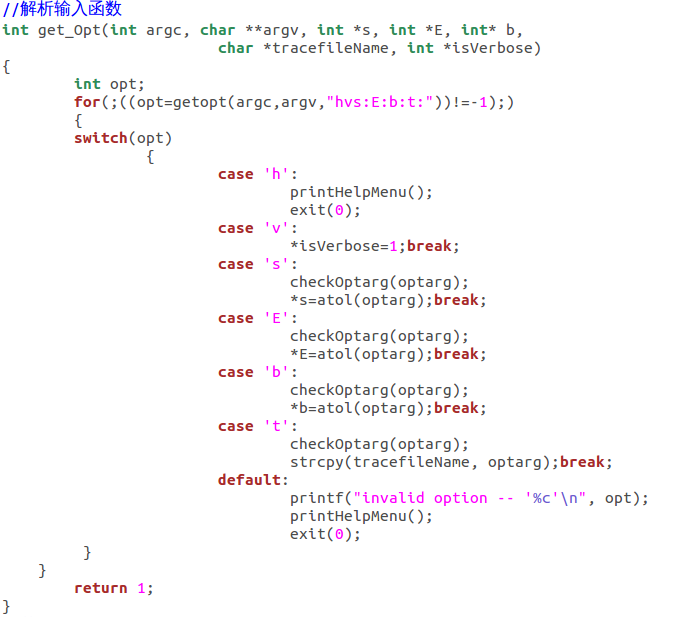 //解析输入函数
int get_Opt(int argc, char **argv, int *s, int *E, int* b,
char *tracefileName, int *isVerbose)
{
int opt;
for(;((opt=getopt(argc,argv,"hvs:E:b:t:"))!=-1);)
{
switch(opt)
{
case 'h':
printHelpMenu();
exit(0);
case 'v':
*isVerbose=1;break;
case 's':
checkOptarg(optarg);
*s=atol(optarg);break;
case 'E':
checkOptarg(optarg);
*E=atol(optarg);break;
case 'b':
checkOptarg(optarg);
*b=atol(optarg);break;
case 't':
checkOptarg(optarg);
strcpy(tracefileName, optarg);break;
default:
printf("invalid option -- '%c'\n", opt);
printHelpMenu();
exit(0);
}
}
return 1;
}